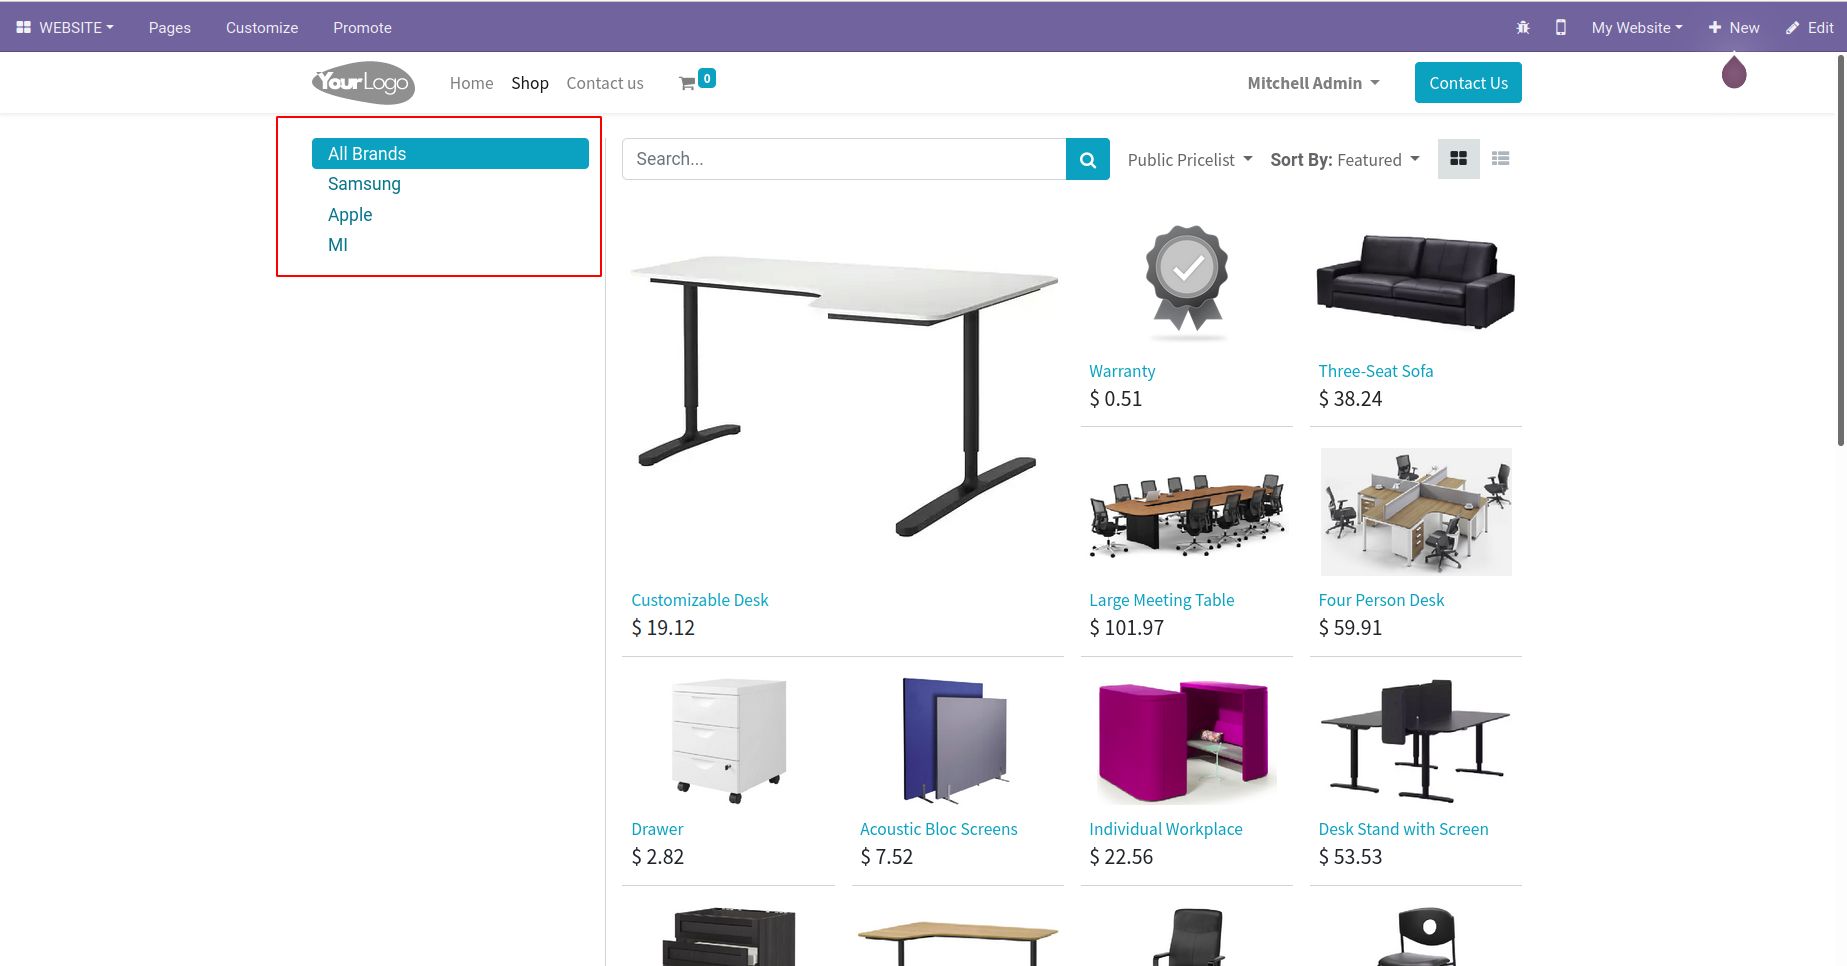 WEBSITE Pages Customize Promote My Website New Edit
YourLogo Home Shop Contact us 0 Mitchell Admin Contact Us
All Brands
Samsung
Apple
MI
Search... Public Pricelist Sort By: Featured
Warranty
$ 0.51
Three-Seat Sofa
$ 38.24
Customizable Desk
$ 19.12
Large Meeting Table
$ 101.97
Four Person Desk
$ 59.91
Drawer
$ 2.82
Acoustic Bloc Screens
$ 7.52
Individual Workplace
$ 22.56
Desk Stand with Screen
$ 53.53